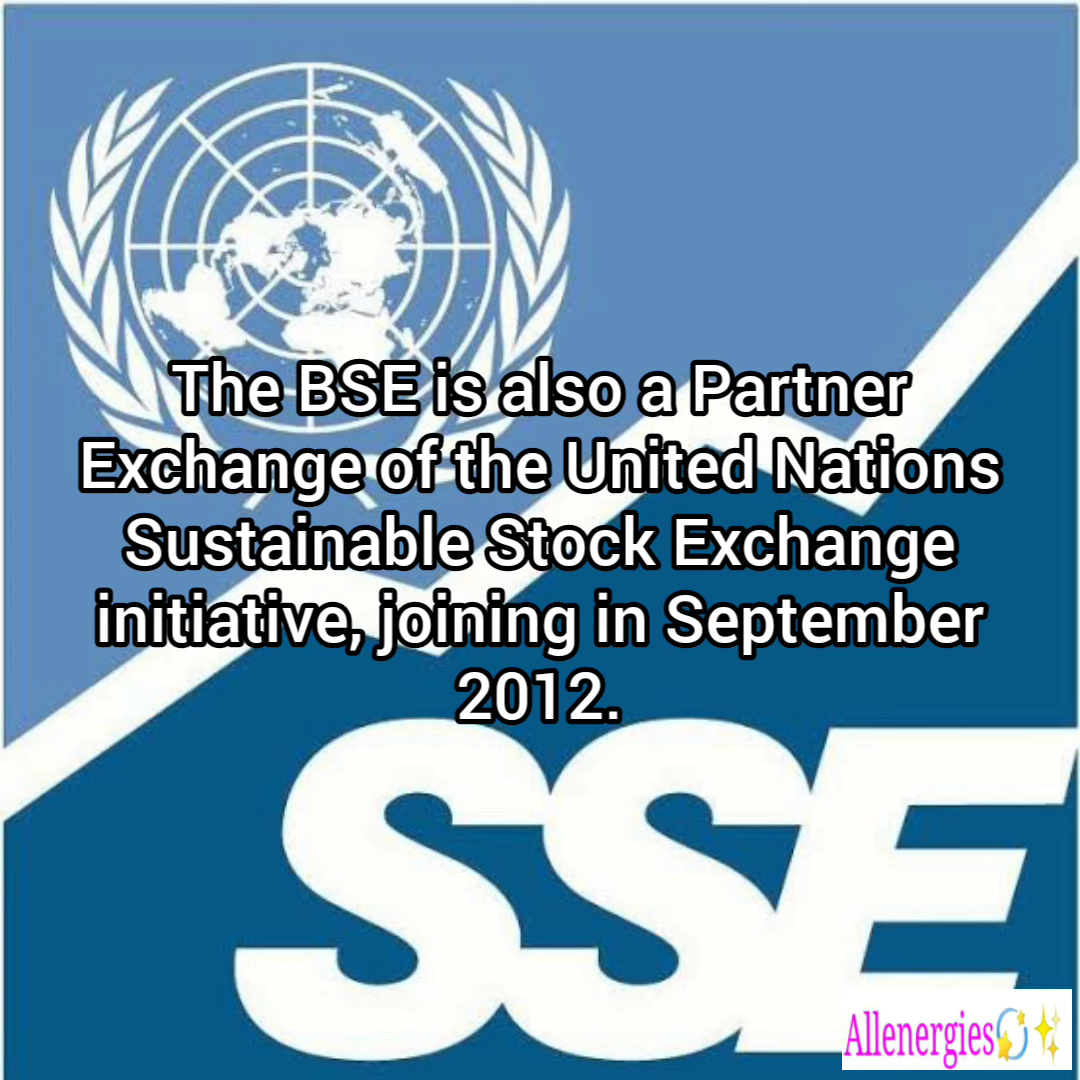 The BSE is also a Partner
Exchange of the United Nations
Sustainable Stock Exchange
initiative, joining in September
2012.
SSE
Allenergies💫✨